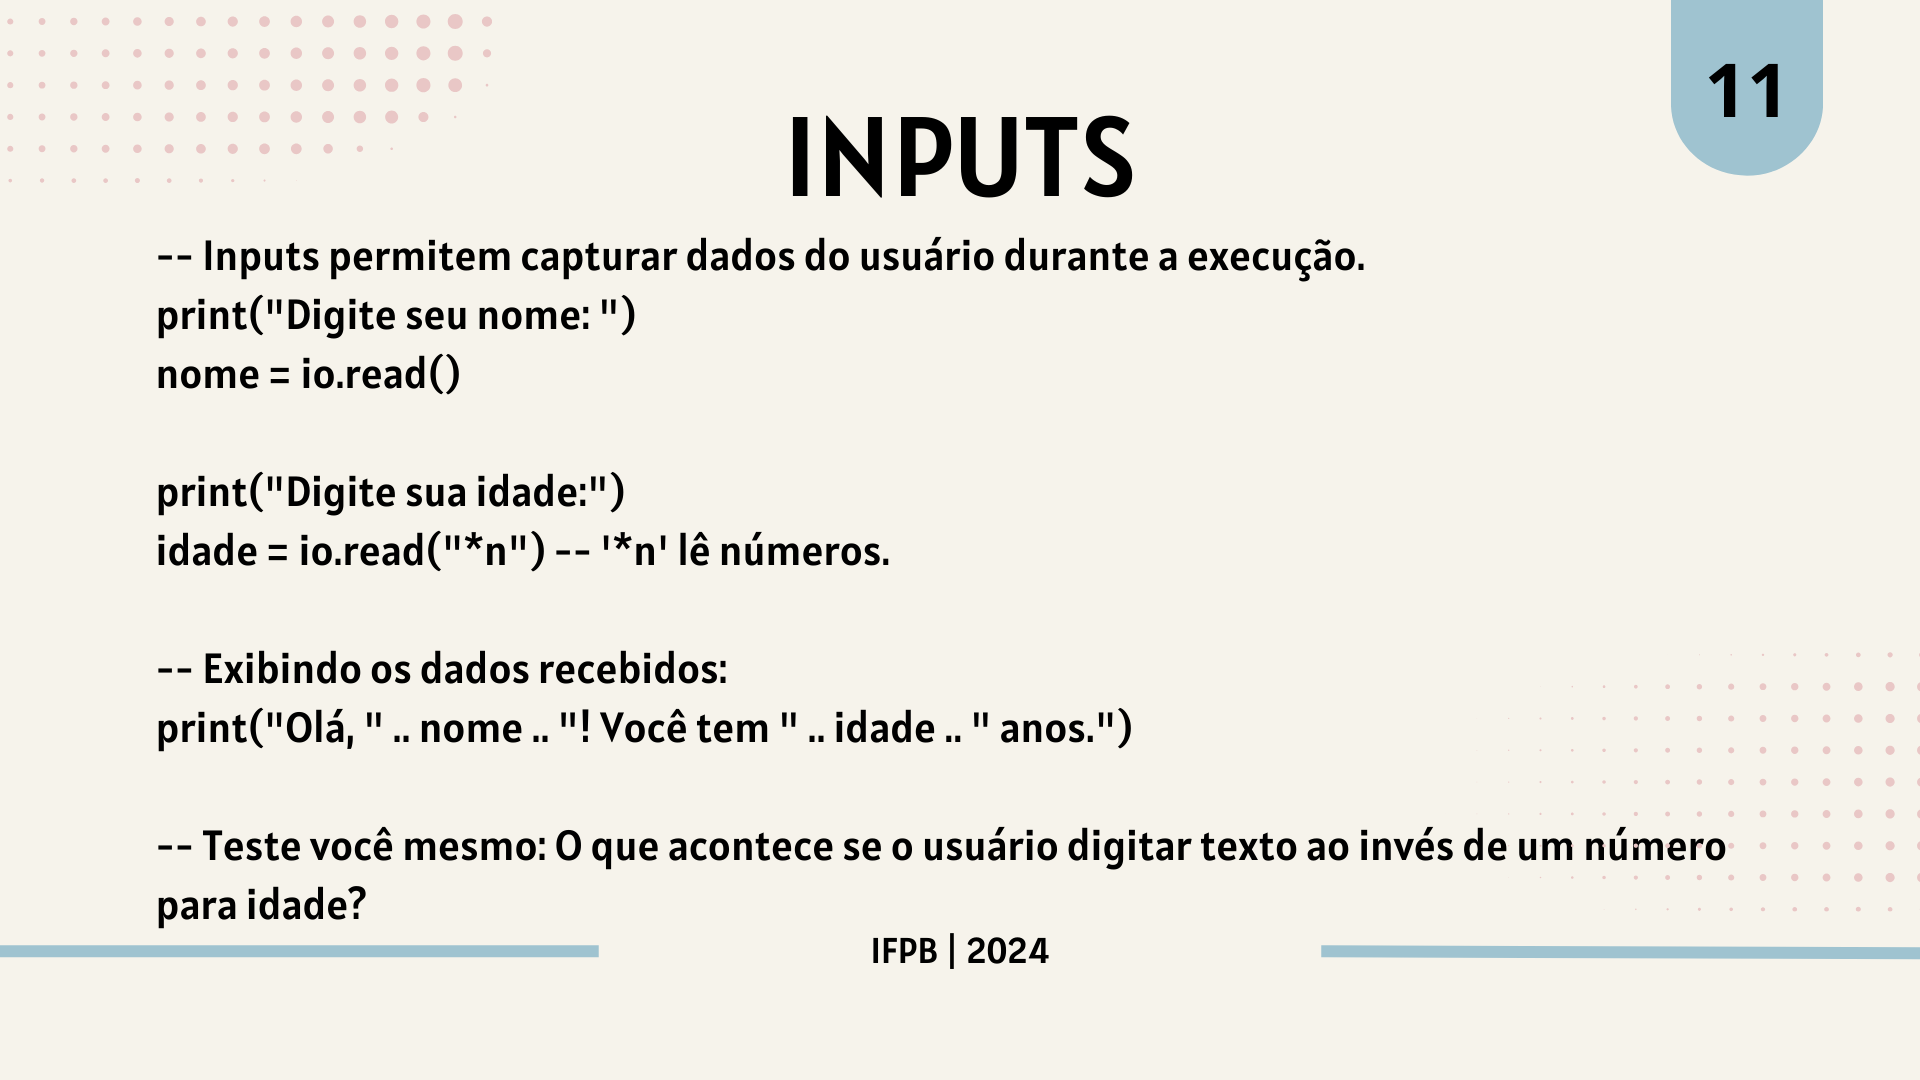 11
INPUTS
-- Inputs permitem capturar dados do usuário durante a execução.
print("Digite seu nome: ")
nome = io.read()
print("Digite sua idade:")
idade = io.read("*n") -- '*n' lê números.
-- Exibindo os dados recebidos:
print("Olá, " .. nome .. "! Você tem " .. idade .. " anos.")
-- Teste você mesmo: O que acontece se o usuário digitar texto ao invés de um número
para idade?
IFPB | 2024